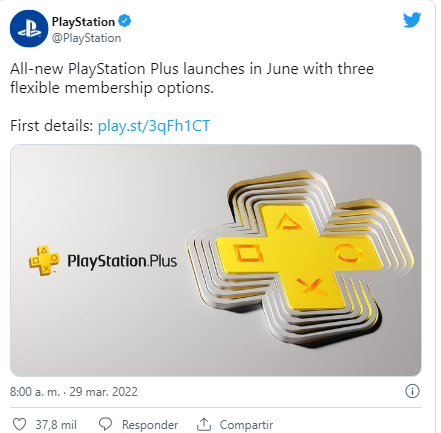 PlayStation
@PlayStation
All-new PlayStation Plus launches in June with three
flexible membership options.
First details: play.st/3qFh1CT
PlayStation.Plus
8:00 a. m. · 29 mar. 2022
37,8 mil
Responder
Compartir